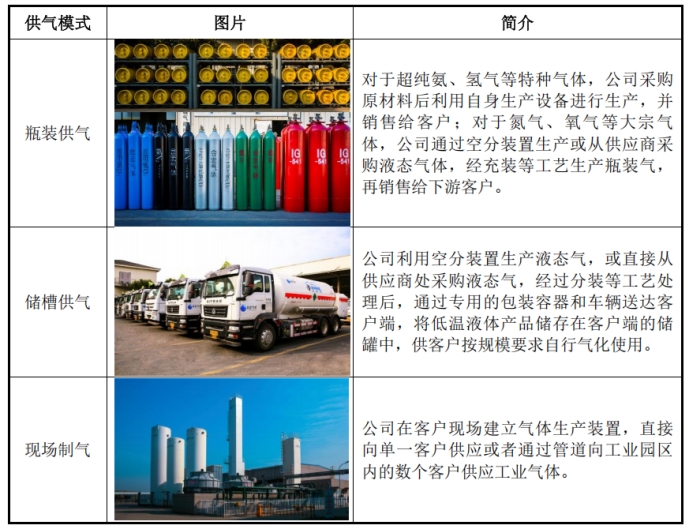 供气模式 图片 简介
瓶装供气
IG -541 IG -541 IG -541
对于超纯氨、氢气等特种气体，公司采购
原材料后利用自身生产设备进行生产，并
销售给客户；对于氮气、氧气等大宗气
体，公司通过空分装置生产或从供应商采
购液态气体，经充装等工艺生产瓶装气，
再销售给下游客户。
储槽供气
公司利用空分装置生产液态气，或直接从
供应商处采购液态气，经过分装等工艺处
理后，通过专用的包装容器和车辆送达客
户端，将低温液体产品储存在客户端的储
罐中，供客户按规模要求自行气化使用。
现场制气
公司在客户现场建立气体生产装置，直接
向单一客户供应或者通过管道向工业园区
内的数个客户供应工业气体。